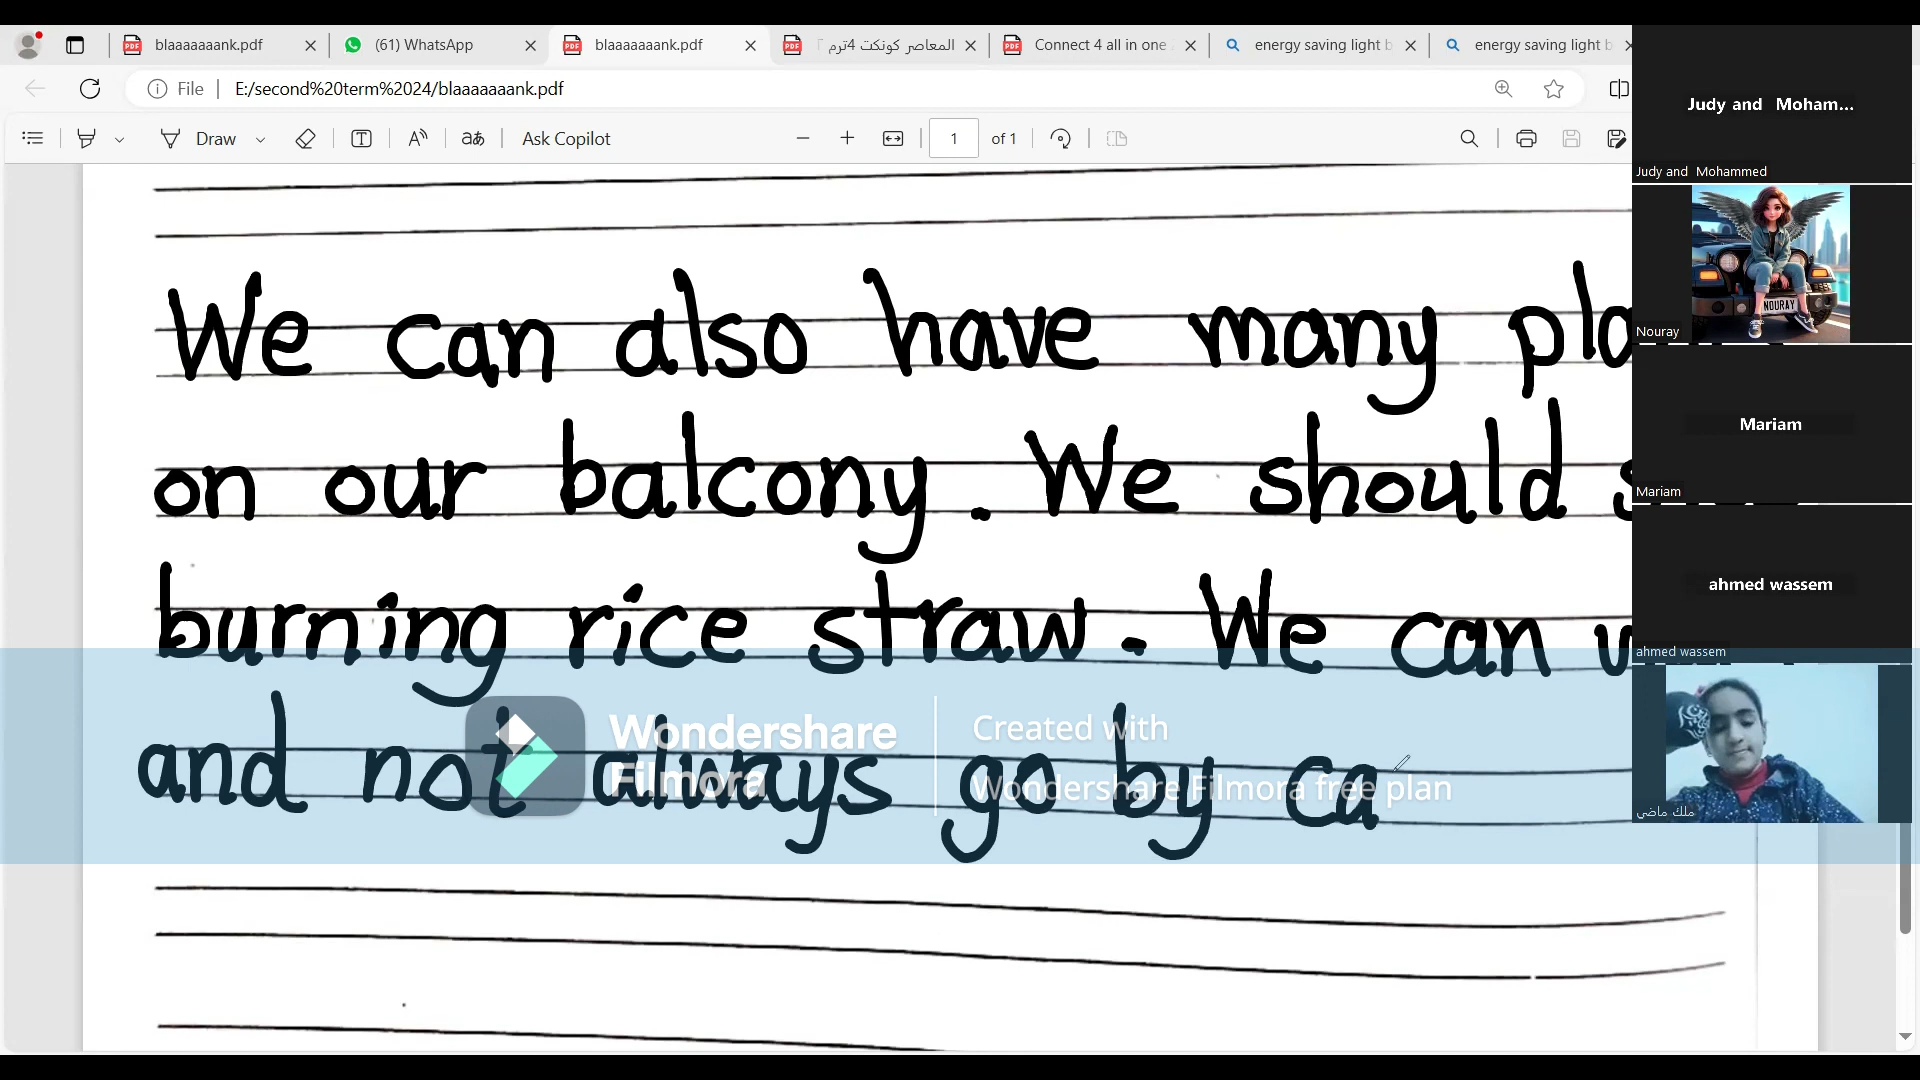 blaaaaaaank.pdf
(61) WhatsApp
blaaaaaaank.pdf
المعاصر كونكت 4ترم
Connect 4 all in one
energy saving light b
energy saving light b
File
E:/second%20term%2024/blaaaaaaank.pdf
Draw
aあ
Ask Copilot
1 of 1
We can also have many pla
on our balcony. We should s
burning rice straw. We can
and not always go by ca
Wondershare Filmora
Created with
Wondershare Filmora free plan
Judy and Moham...
Judy and Mohammed
NOURAY
Nouray
Mariam
Mariam
ahmed wassem
ahmed wassem
ملك ماضي